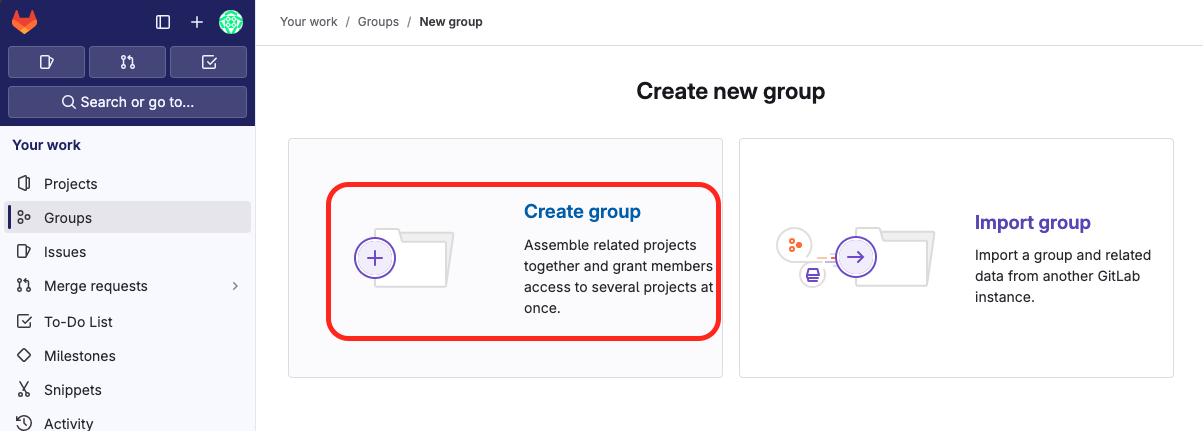 Your work / Groups / New group
Search or go to...
Your work
Projects
Groups
Issues
Merge requests
To-Do List
Milestones
Snippets
Activity
Create new group
Create group
Assemble related projects
together and grant members
access to several projects at
once.
Import group
Import a group and related
data from another GitLab
instance.